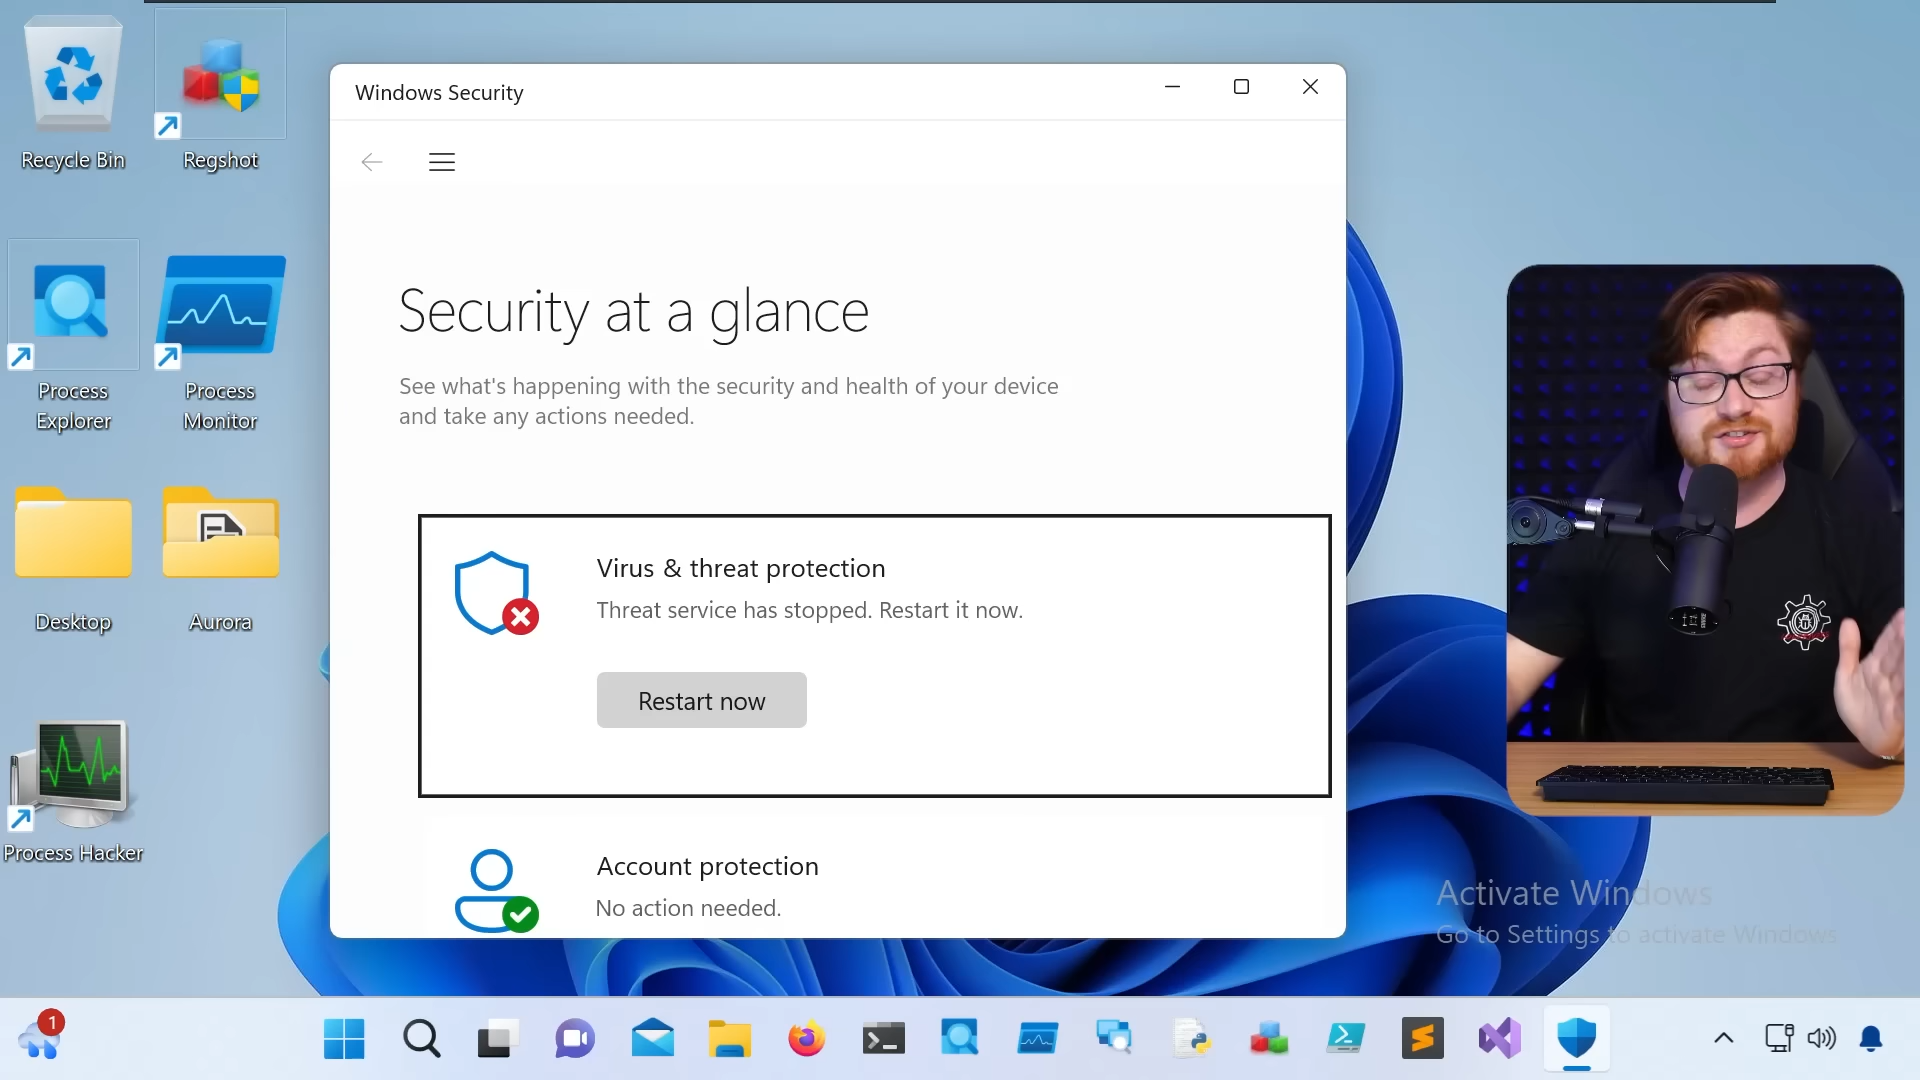 Recycle Bin
Regshot
Process
Explorer
Process
Monitor
Desktop
Aurora
Process Hacker
Windows Security
Security at a glance
See what's happening with the security and health of your device
and take any actions needed.
Virus & threat protection
Threat service has stopped. Restart it now.
Restart now
Account protection
No action needed.
Activate Windows
Go to Settings to activate Windows
1